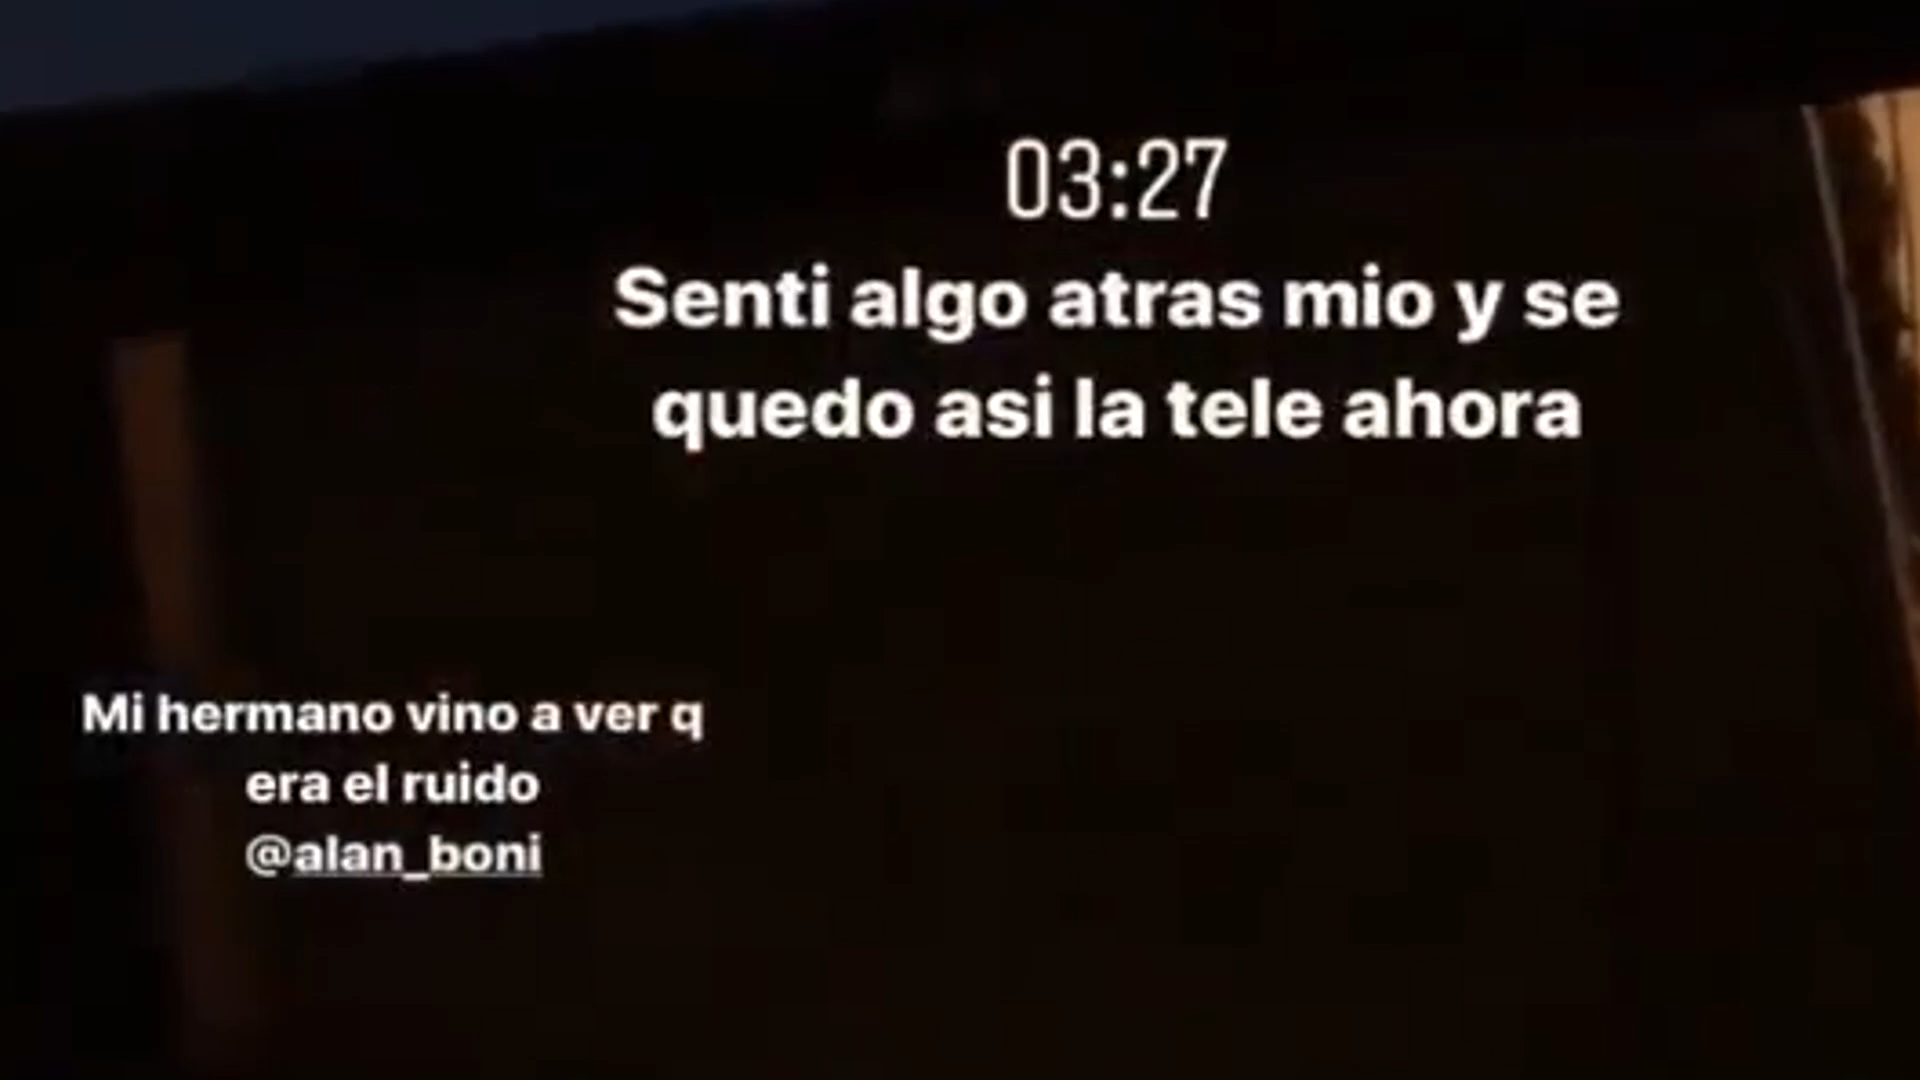 03:27
Senti algo atras mio y se
quedo asi la tele ahora
Mi hermano vino a ver q
era el ruido
@alan_boni